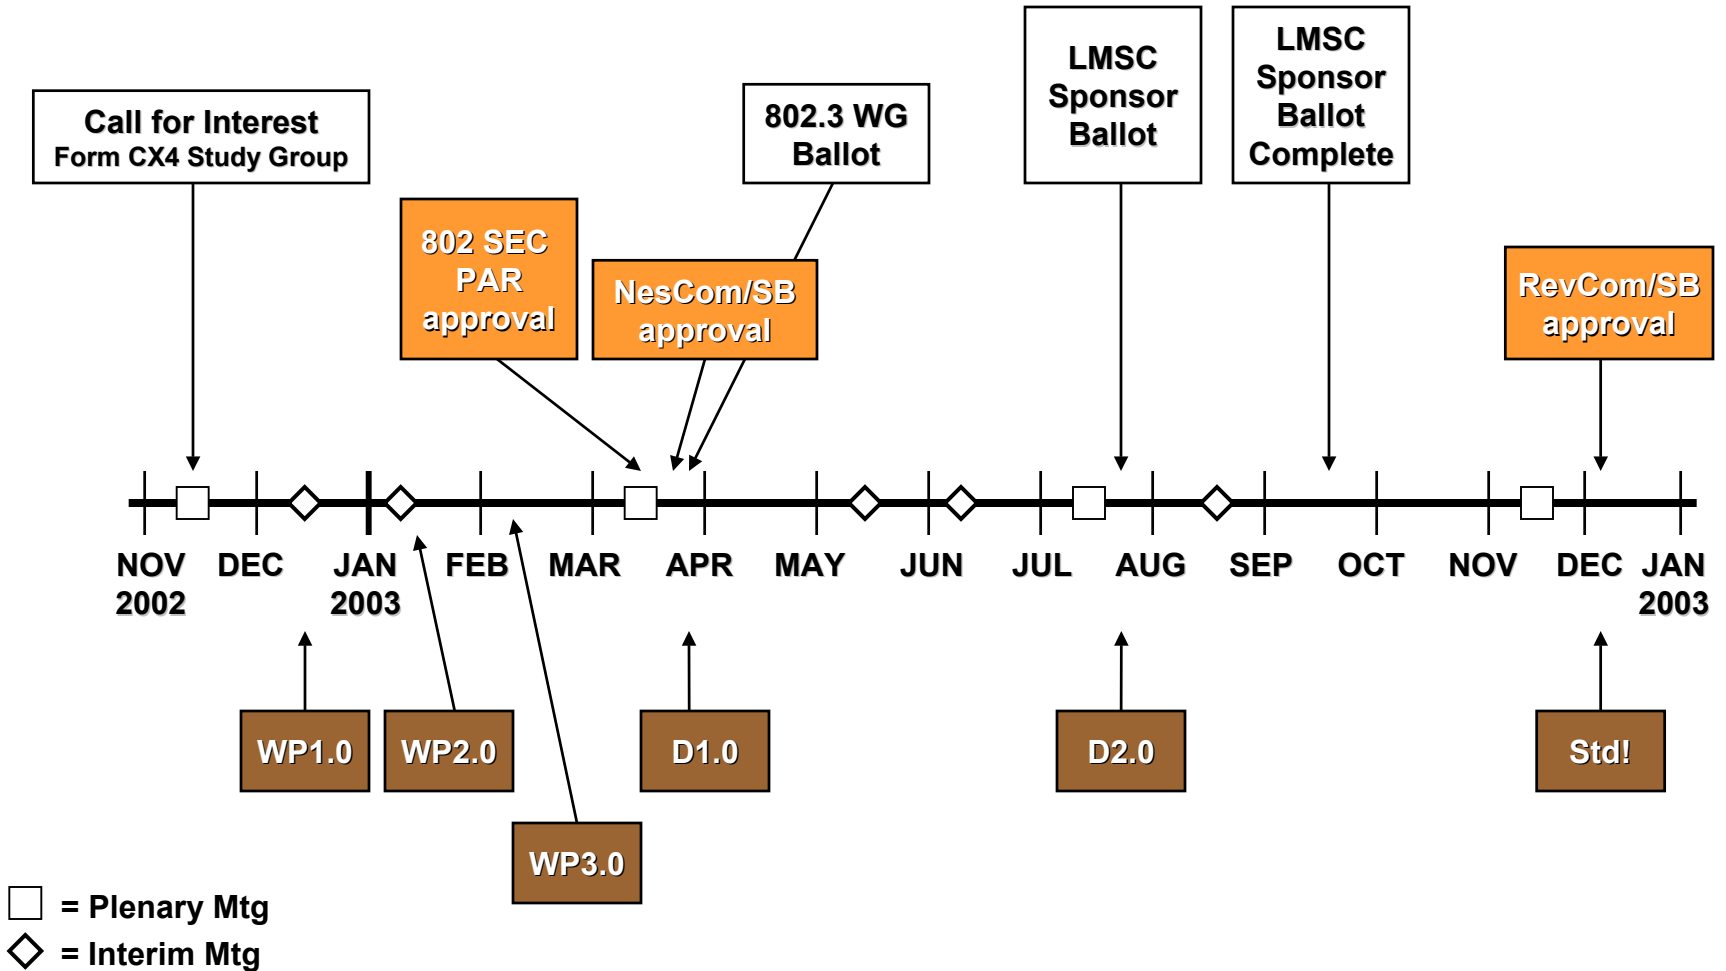 Call for Interest
Form CX4 Study Group
802 SEC
PAR
approval
802.3 WG
Ballot
NesCom/SB
approval
LMSC
Sponsor
Ballot
LMSC
Sponsor
Ballot
Complete
RevCom/SB
approval
NOV
2002
DEC
JAN
2003
FEB
MAR
APR
MAY
JUN
JUL
AUG
SEP
OCT
NOV
DEC
JAN
2003
WP1.0
WP2.0
WP3.0
D1.0
D2.0
Std!
= Plenary Mtg
= Interim Mtg